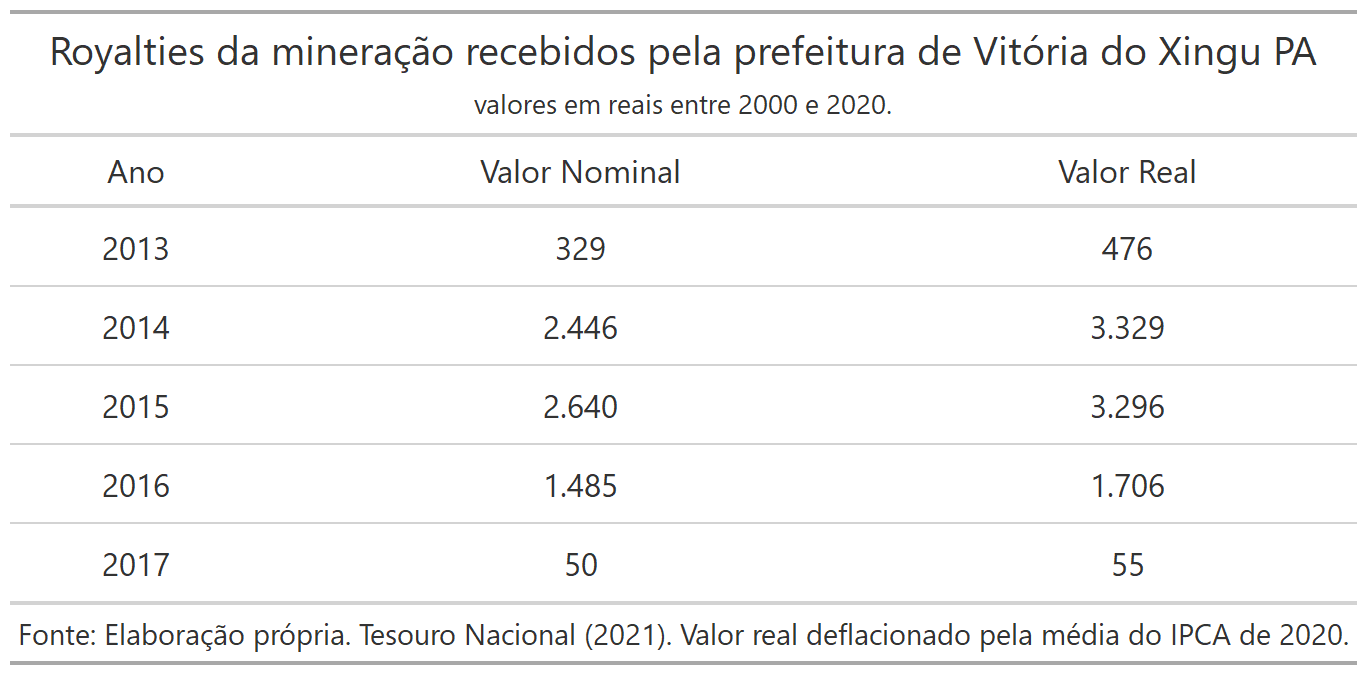 Royalties da mineração recebidos pela prefeitura de Vitória do Xingu PA
valores em reais entre 2000 e 2020.
Ano Valor Nominal Valor Real
2013 329 476
2014 2.446 3.329
2015 2.640 3.296
2016 1.485 1.706
2017 50 55
Fonte: Elaboração própria. Tesouro Nacional (2021). Valor real deflacionado pela média do IPCA de 2020.